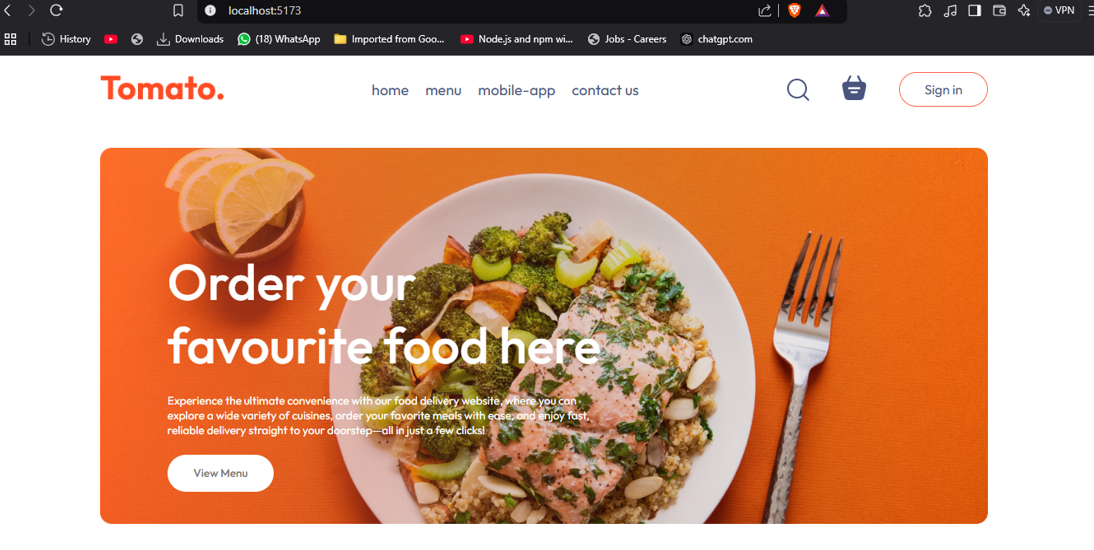 localhost:5173
VPN
History
Downloads
(18) WhatsApp
Imported from Goo...
Node.js and npm wi...
Jobs - Careers
chatgpt.com
Tomato.
home
menu
mobile-app
contact us
Sign in
Order your
favourite food here
Experience the ultimate convenience with our food delivery website, where you can
explore a wide variety of cuisines, order your favorite meals with ease, and enjoy fast,
reliable delivery straight to your doorstep—all in just a few clicks!
View Menu